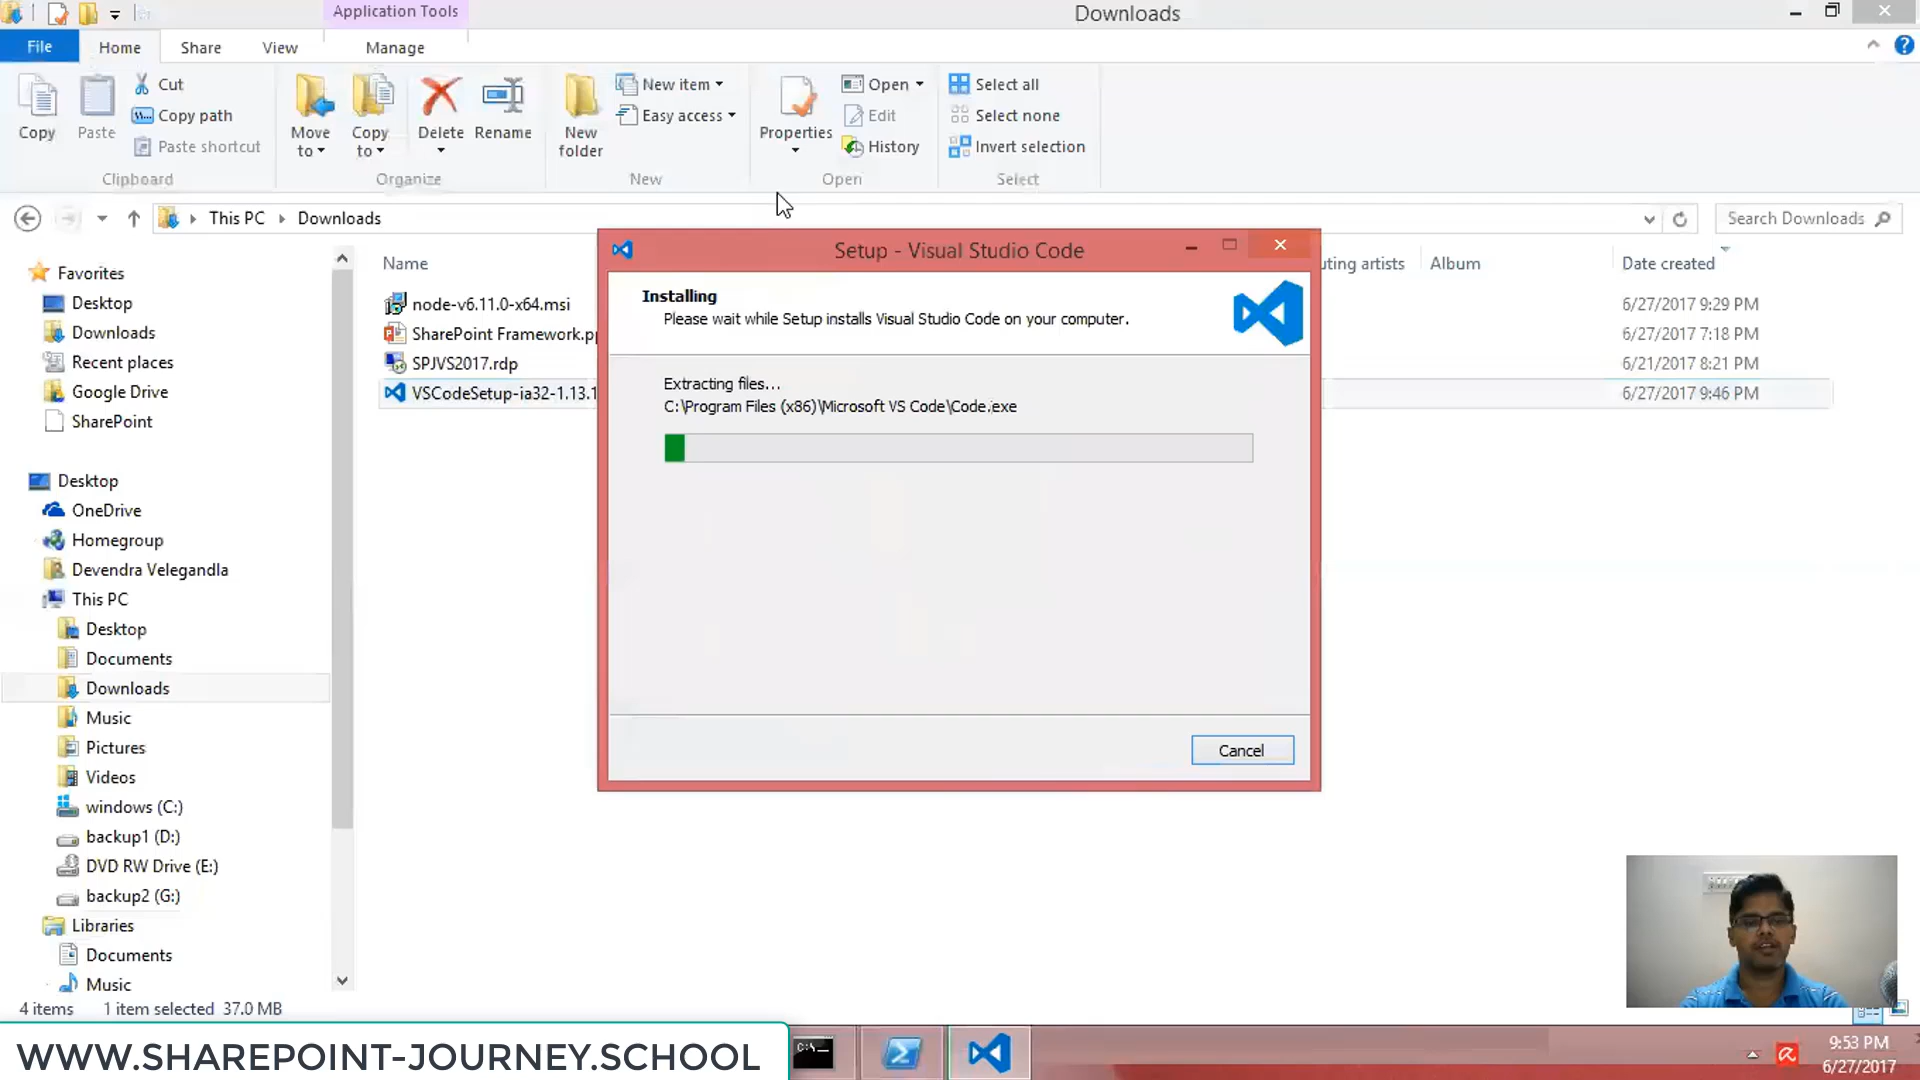 Application Tools
Downloads
File
Home
Share
View
Manage
Copy
Paste
Cut
Copy path
Paste shortcut
Clipboard
Move to
Copy to
Delete
Rename
Organize
New folder
New item
Easy access
New
Properties
Open
Edit
History
Open
Select all
Select none
Invert selection
Select
This PC
Downloads
Search Downloads
Favorites
Desktop
Downloads
Recent places
Google Drive
SharePoint
Desktop
OneDrive
Homegroup
Devendra Velegandla
This PC
Desktop
Documents
Downloads
Music
Pictures
Videos
windows (C:)
backup1 (D:)
DVD RW Drive (E:)
backup2 (G:)
Libraries
Documents
Music
Name
uting artists
Album
Date created
node-v6.11.0-x64.msi
6/27/2017 9:29 PM
SharePoint Framework.pp
6/27/2017 7:18 PM
SPJVS2017.rdp
6/21/2017 8:21 PM
VSCodeSetup-ia32-1.13.1
6/27/2017 9:46 PM
Setup - Visual Studio Code
Installing
Please wait while Setup installs Visual Studio Code on your computer.
Extracting files...
C:\Program Files (x86)\Microsoft VS Code\Code.exe
Cancel
4 items
1 item selected 37.0 MB
WWW.SHAREPOINT-JOURNEY.SCHOOL
9:53 PM
6/27/2017